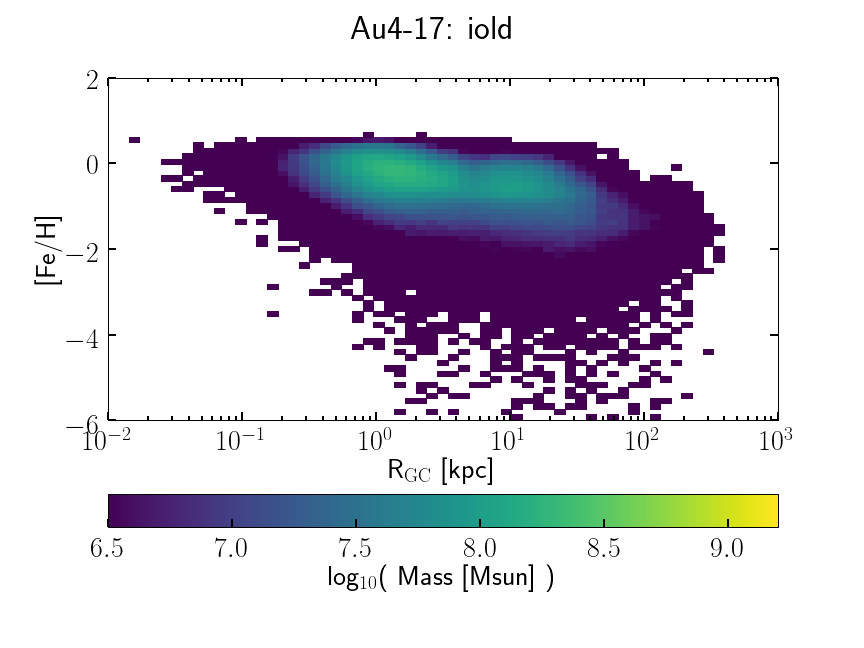 Au4-17: iold
[Fe/H]
2
0
−2
−4
−6
10⁻² 10⁻¹ 10⁰ 10¹ 10² 10³
R_GC [kpc]
6.5 7.0 7.5 8.0 8.5 9.0
log₁₀( Mass [Msun] )